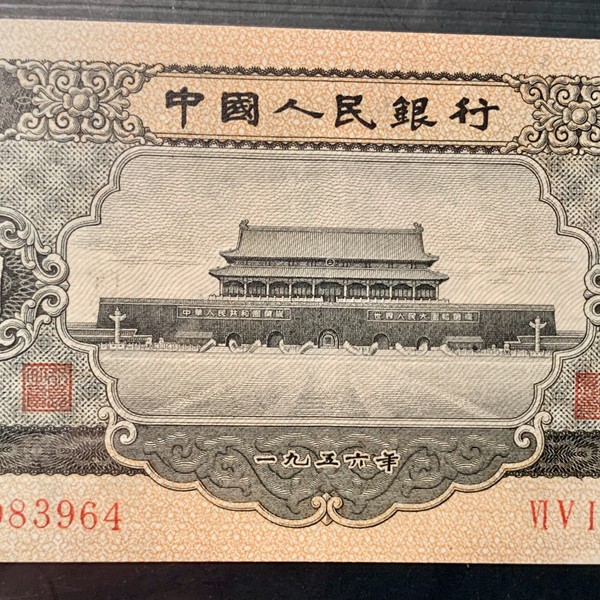 中國人民銀行
中華人民共和國萬歲 世界人民大團結萬歲
一九五六年
983964 VI V I